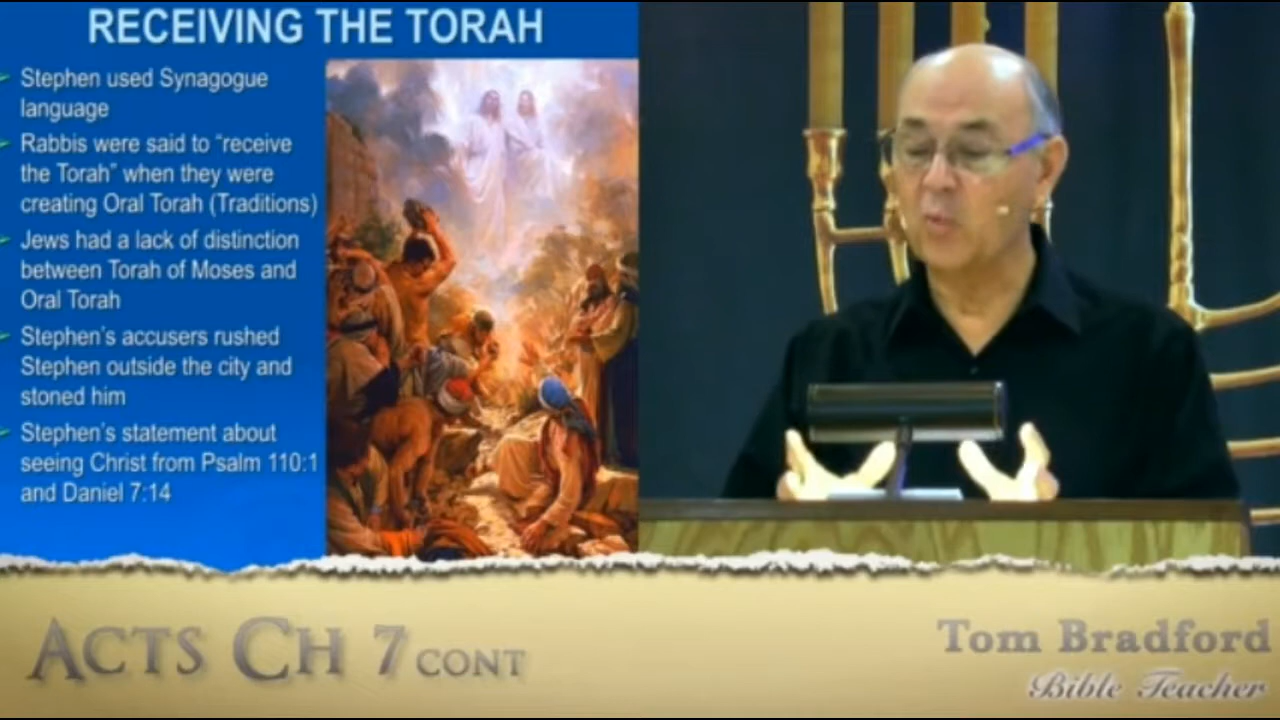 RECEIVING THE TORAH
Stephen used Synagogue
language
Rabbis were said to “receive
the Torah” when they were
creating Oral Torah (Traditions)
Jews had a lack of distinction
between Torah of Moses and
Oral Torah
Stephen’s accusers rushed
Stephen outside the city and
stoned him
Stephen’s statement about
seeing Christ from Psalm 110:1
and Daniel 7:14
ACTS CH 7 CONT
Tom Bradford
Bible Teacher